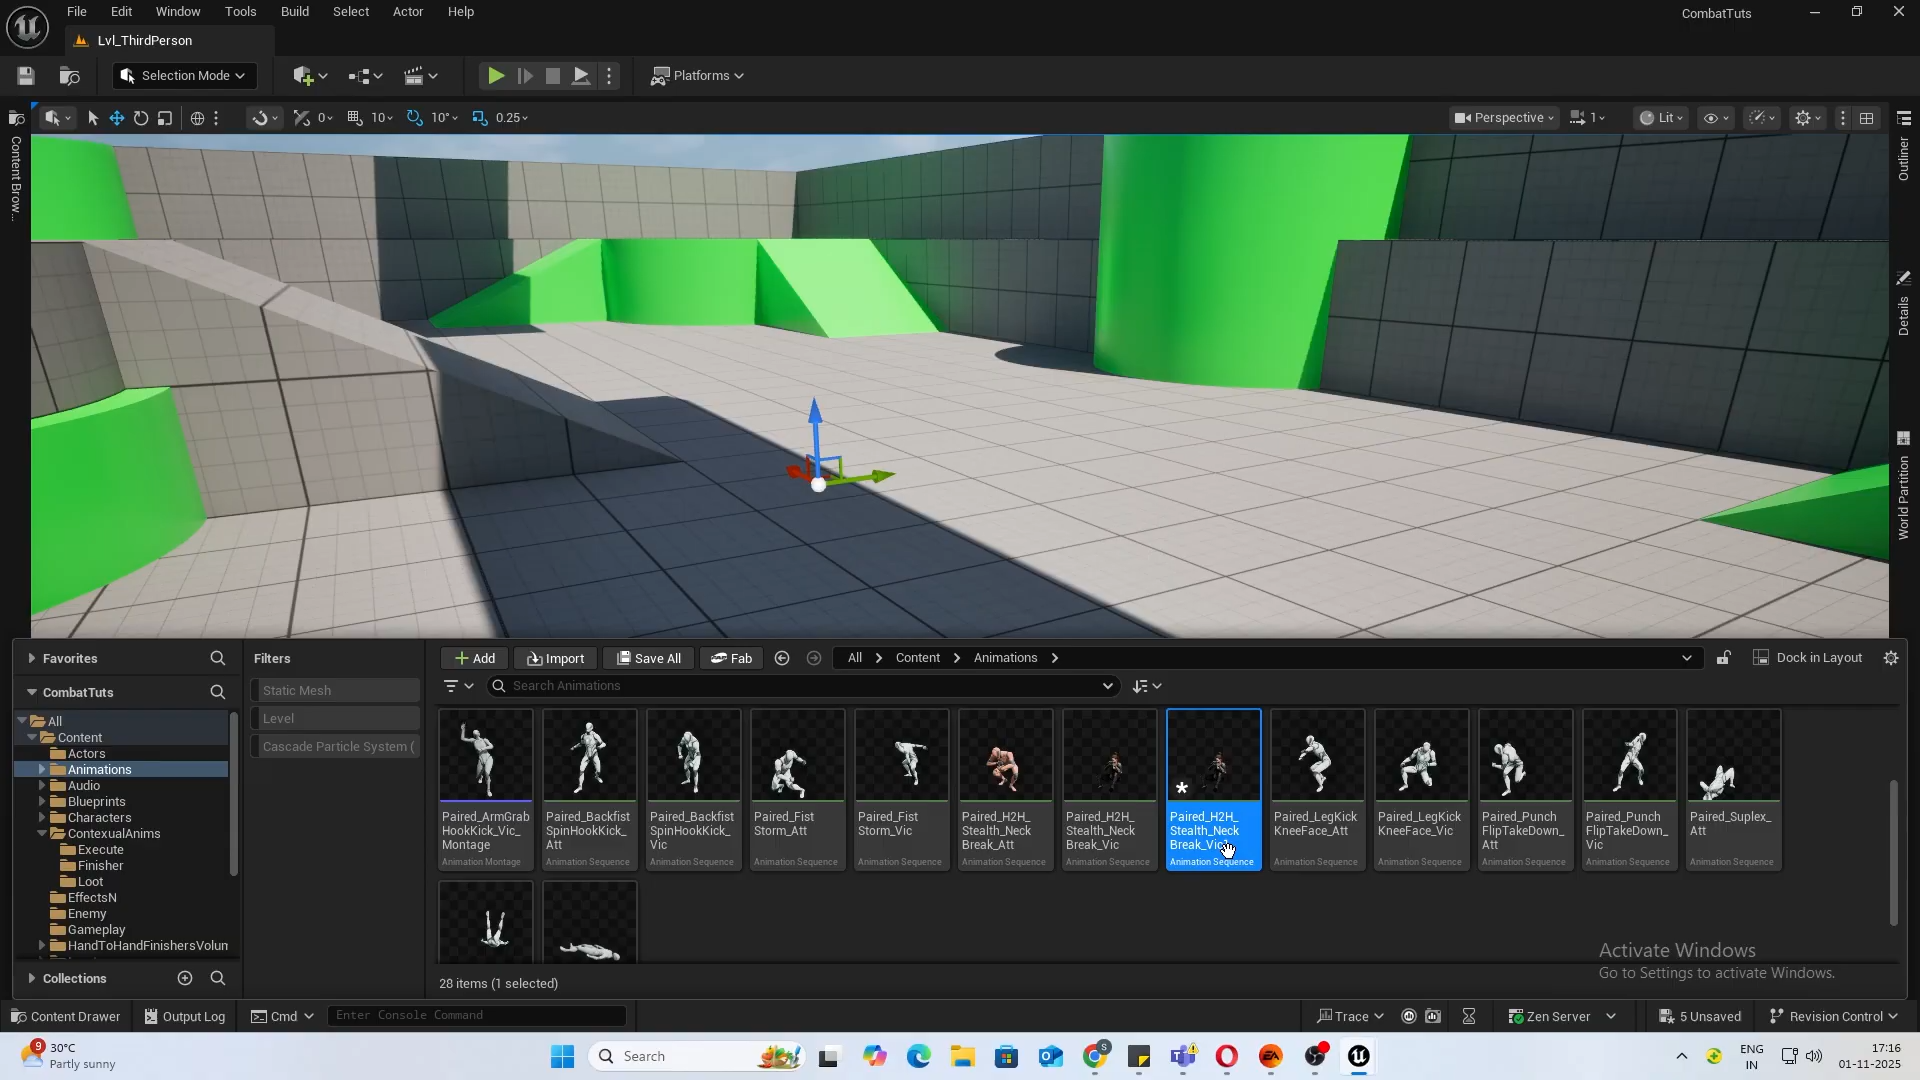 File Edit Window Tools Build Select Actor Help
CombatTuts
Lvl_ThirdPerson
Selection Mode
Platforms
0
10
10°
0.25
Perspective
1
Lit
Content Brow...
Outliner
Details
World Partition
Favorites
Filters
Add
Import
Save All
Fab
All
Content
Animations
Dock in Layout
CombatTuts
Static Mesh
Search Animations
Level
Cascade Particle System (
All
Content
Actors
Animations
Audio
Blueprints
Characters
ContexualAnims
Execute
Finisher
Loot
EffectsN
Enemy
Gameplay
HandToHandFinishersVolun
Collections
Paired_ArmGrab
HookKick_Vic_
Montage
Animation Montage
Paired_Backfist
SpinHookKick_
Att
Animation Sequence
Paired_Backfist
SpinHookKick_
Vic
Animation Sequence
Paired_Fist
Storm_Att
Animation Sequence
Paired_Fist
Storm_Vic
Animation Sequence
Paired_H2H_
Stealth_Neck
Break_Att
Animation Sequence
Paired_H2H_
Stealth_Neck
Break_Vic
Animation Sequence
Paired_H2H_
Stealth_Neck
Animation Sequence
Paired_LegKick
KneeFace_Att
Animation Sequence
Paired_LegKick
KneeFace_Vic
Animation Sequence
Paired_Punch
FlipTakeDown_
Att
Animation Sequence
Paired_Punch
FlipTakeDown_
Vic
Animation Sequence
Paired_Suplex_
Att
Animation Sequence
28 items (1 selected)
Activate Windows
Go to Settings to activate Windows.
Content Drawer
Output Log
Cmd
Enter Console Command
Trace
Zen Server
5 Unsaved
Revision Control
9
30°C
Partly sunny
Search
S
EA
ENG
IN
17:16
01-11-2025